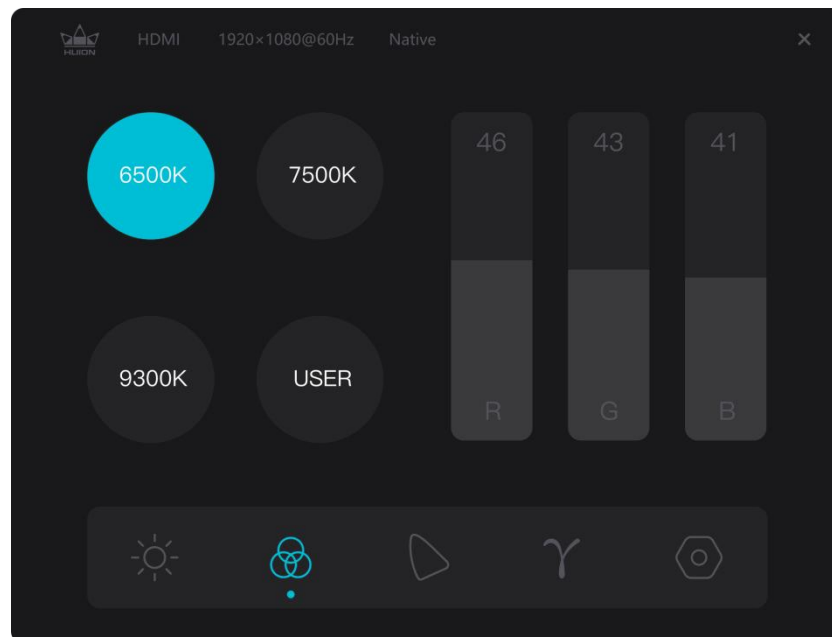 HUION HDMI 1920×1080@60Hz Native ×
6500K 7500K 46 43 41
9300K USER R G B
γ